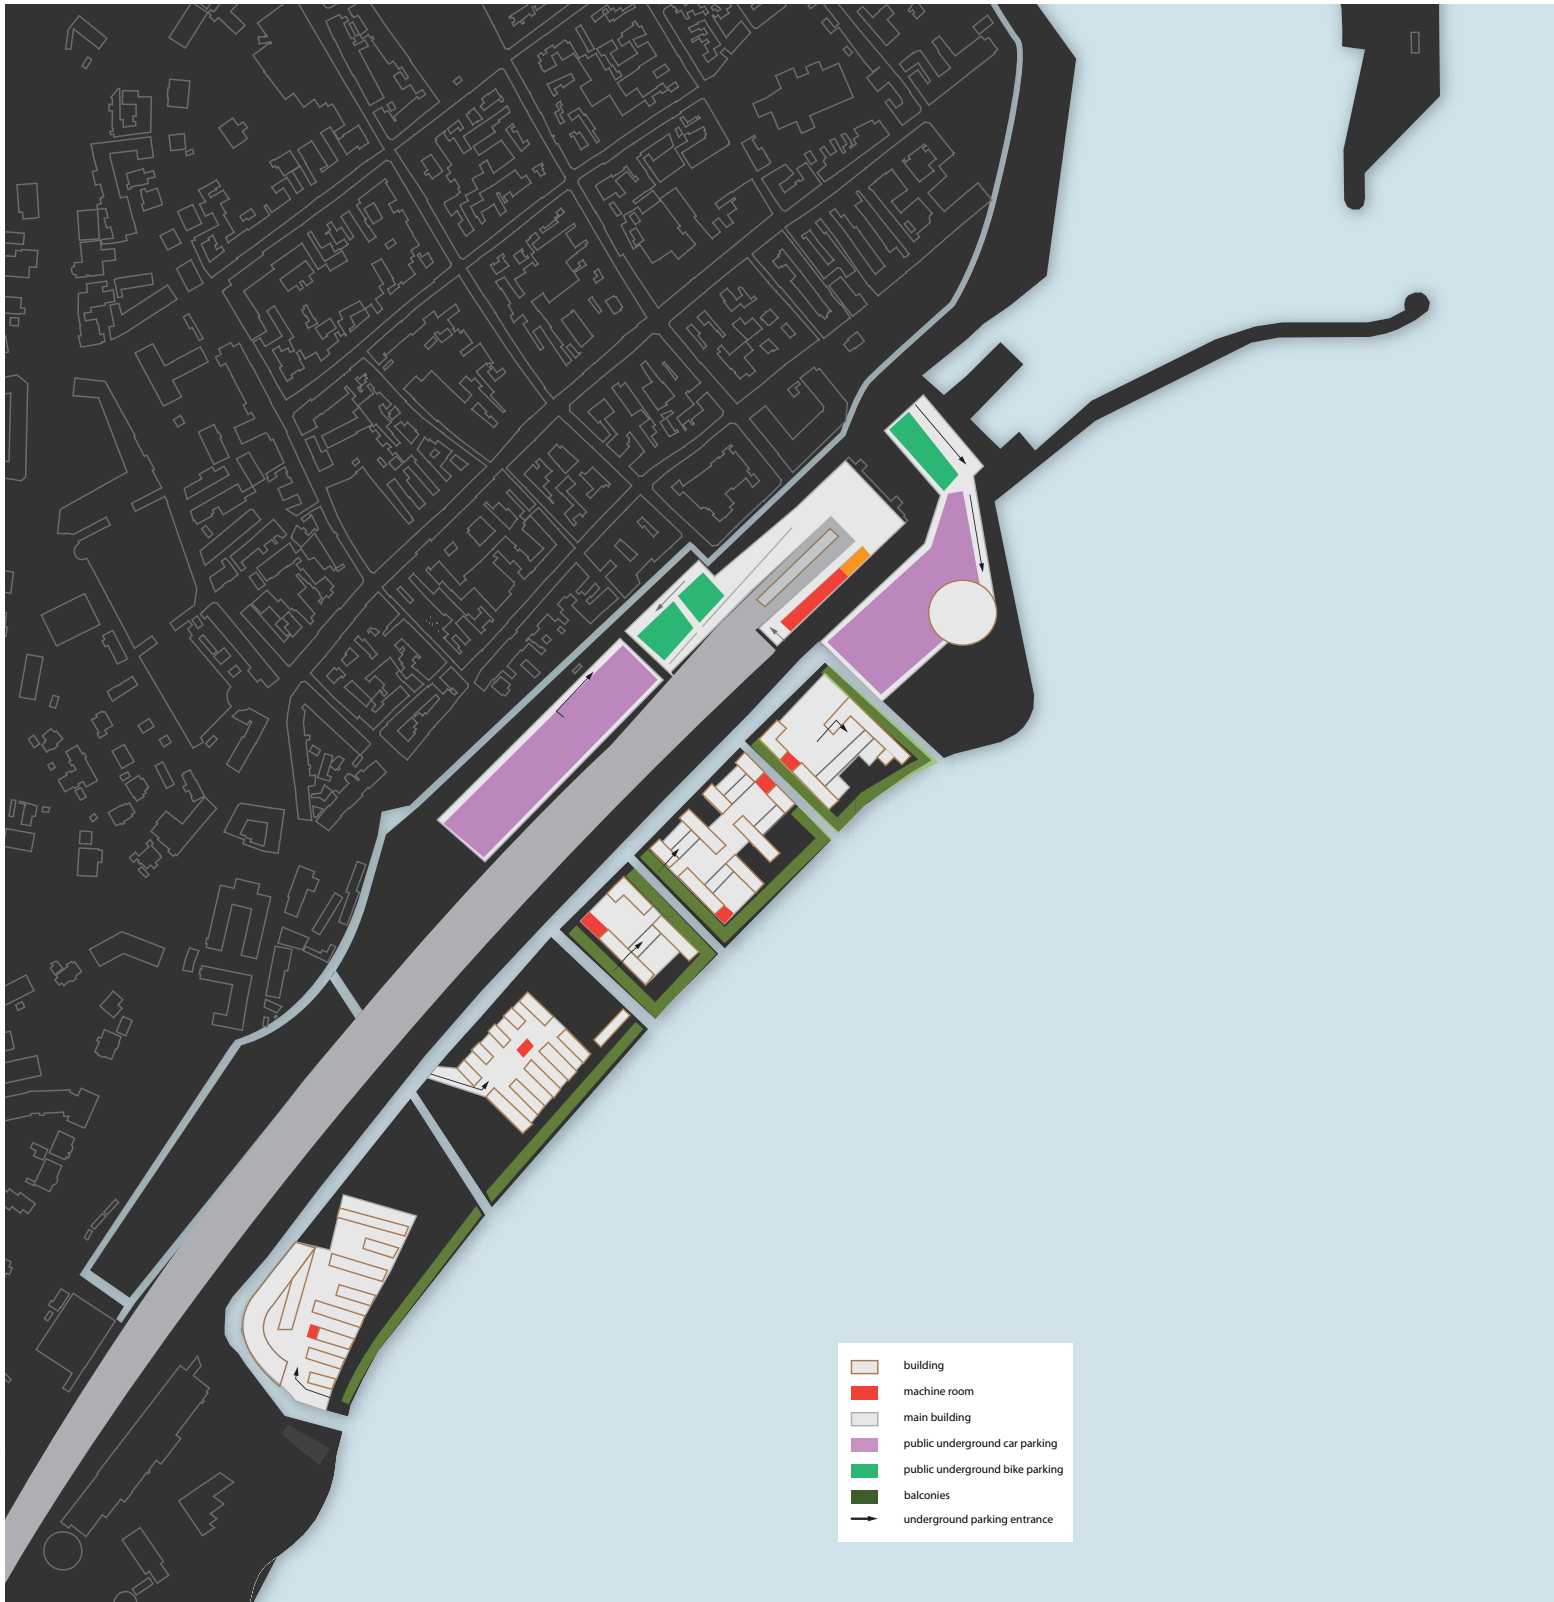 building
machine room
main building
public underground car parking
public underground bike parking
balconies
underground parking entrance